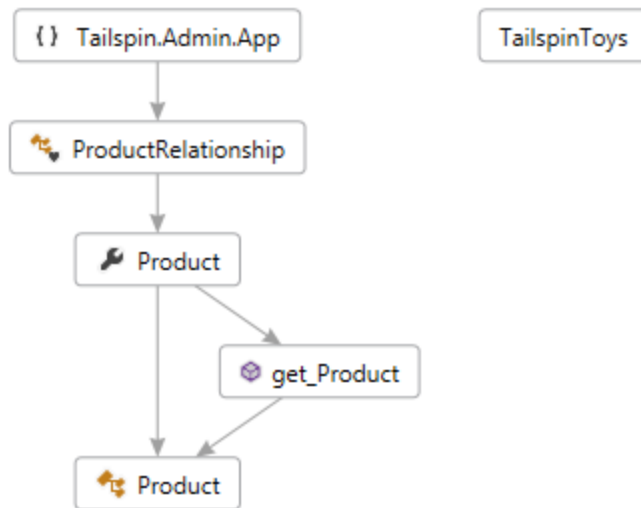 { } Tailspin.Admin.App
TailspinToys
ProductRelationship
Product
get_Product
Product